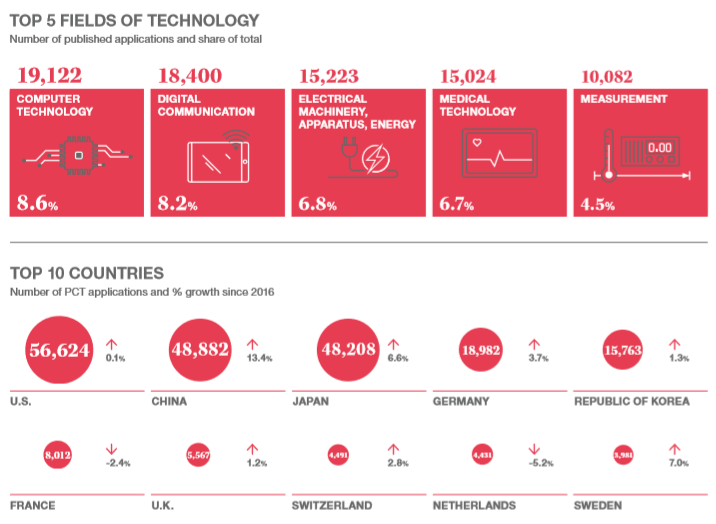 TOP 5 FIELDS OF TECHNOLOGY
Number of published applications and share of total
19,122
COMPUTER
TECHNOLOGY
8.6%
18,400
DIGITAL
COMMUNICATION
8.2%
15,223
ELECTRICAL
MACHINERY,
APPARATUS, ENERGY
6.8%
15,024
MEDICAL
TECHNOLOGY
6.7%
10,082
MEASUREMENT
0.00
4.5%
TOP 10 COUNTRIES
Number of PCT applications and % growth since 2016
56,624
0.1%
U.S.
48,882
13.4%
CHINA
48,208
6.6%
JAPAN
18,982
3.7%
GERMANY
15,763
1.3%
REPUBLIC OF KOREA
8,012
-2.4%
FRANCE
5,567
1.2%
U.K.
4,491
2.8%
SWITZERLAND
4,431
-5.2%
NETHERLANDS
3,981
7.0%
SWEDEN